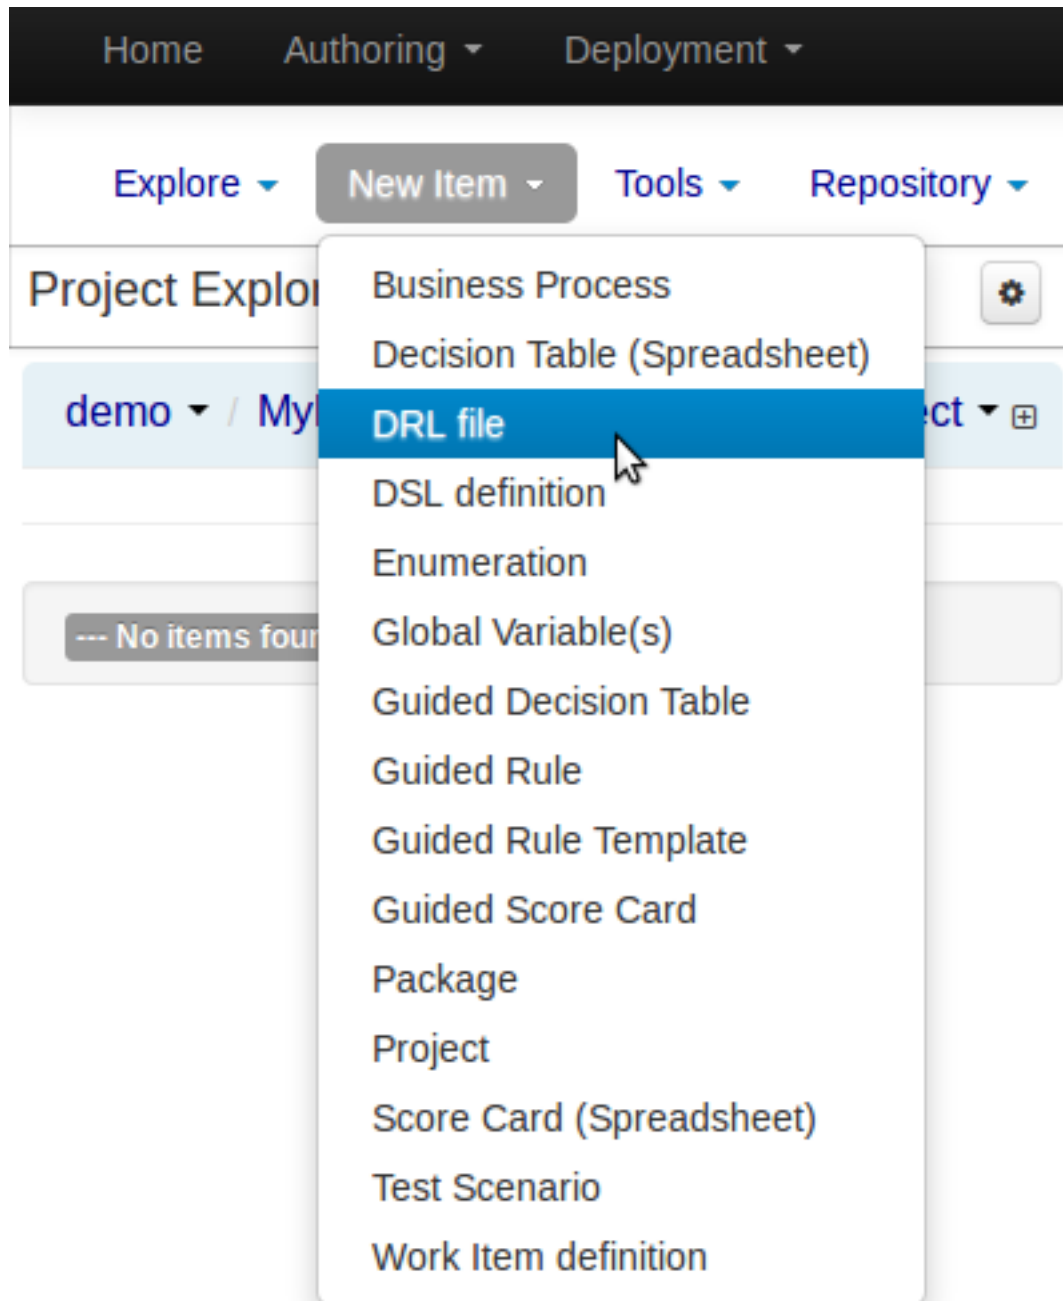 Home Authoring Deployment
Explore New Item Tools Repository
Project Explor
Business Process
Decision Table (Spreadsheet)
demo / Myl ect
DRL file
DSL definition
Enumeration
--- No items four
Global Variable(s)
Guided Decision Table
Guided Rule
Guided Rule Template
Guided Score Card
Package
Project
Score Card (Spreadsheet)
Test Scenario
Work Item definition